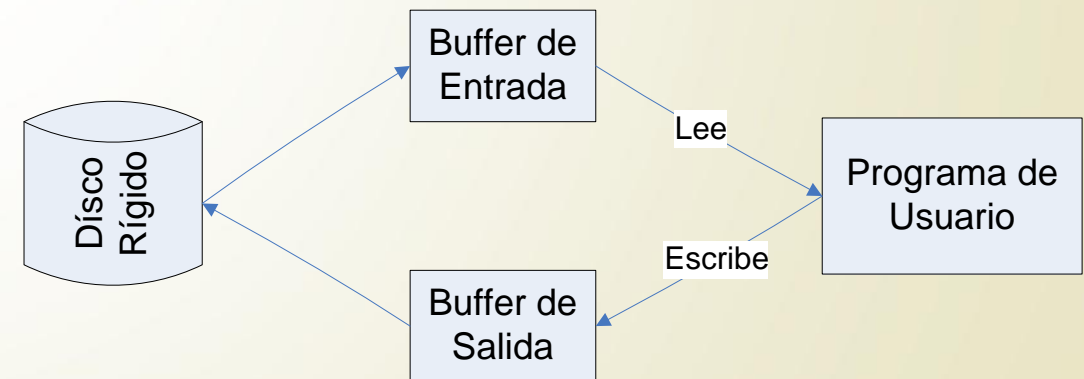 Buffer de
Entrada
Lee
Dísco
Rígido
Programa de
Usuario
Escribe
Buffer de
Salida